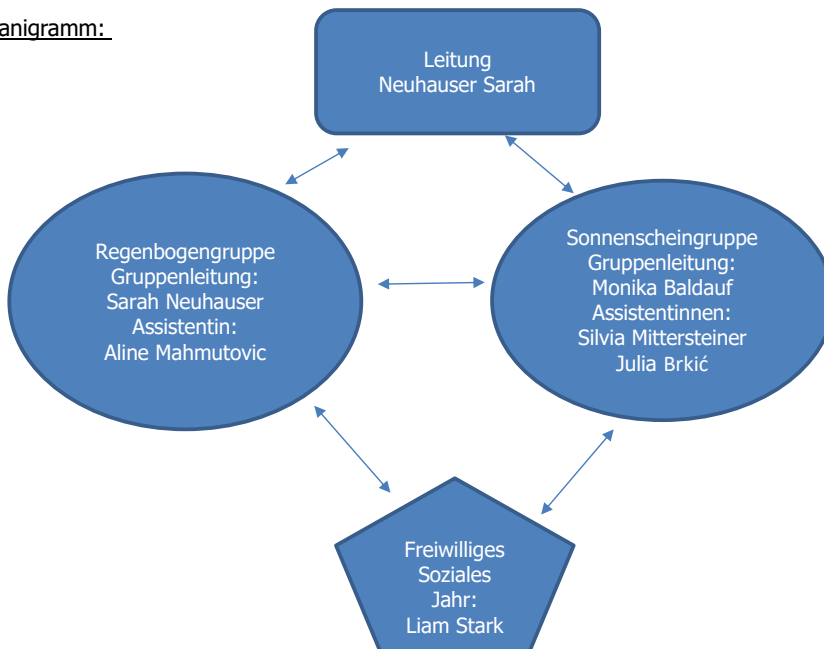 anigramm:
Leitung
Neuhauser Sarah
Regenbogengruppe
Gruppenleitung:
Sarah Neuhauser
Assistentin:
Aline Mahmutovic
Sonnenscheingruppe
Gruppenleitung:
Monika Baldauf
Assistentinnen:
Silvia Mittersteiner
Julia Brkić
Freiwilliges
Soziales
Jahr:
Liam Stark